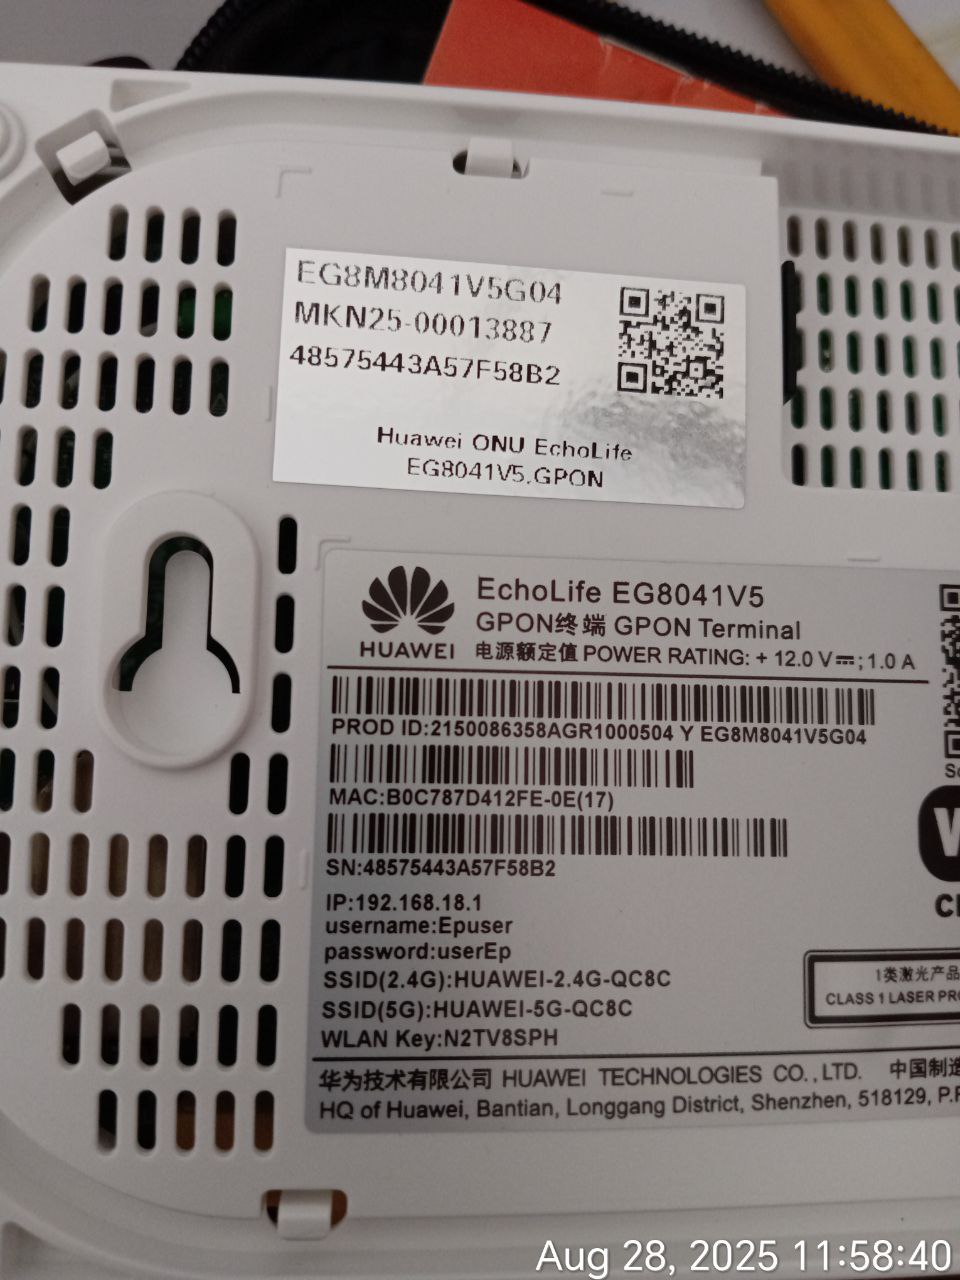 EG8M8041V5G04
MKN25-00013887
48575443A57F58B2
Huawei ONU EchoLife
EG8041V5.GPON
HUAWEI
EchoLife EG8041V5
GPON终端 GPON Terminal
电源额定值 POWER RATING: + 12.0 V⎓; 1.0 A
PROD ID:2150086358AGR1000504 Y EG8M8041V5G04
MAC:B0C787D412FE-0E(17)
SN:48575443A57F58B2
IP:192.168.18.1
username:Epuser
password:userEp
SSID(2.4G):HUAWEI-2.4G-QC8C
SSID(5G):HUAWEI-5G-QC8C
WLAN Key:N2TV8SPH
1类激光产品
CLASS 1 LASER PRO
华为技术有限公司 HUAWEI TECHNOLOGIES CO.,LTD. 中国制造
HQ of Huawei, Bantian, Longgang District, Shenzhen, 518129, P.R
Aug 28, 2025 11:58:40